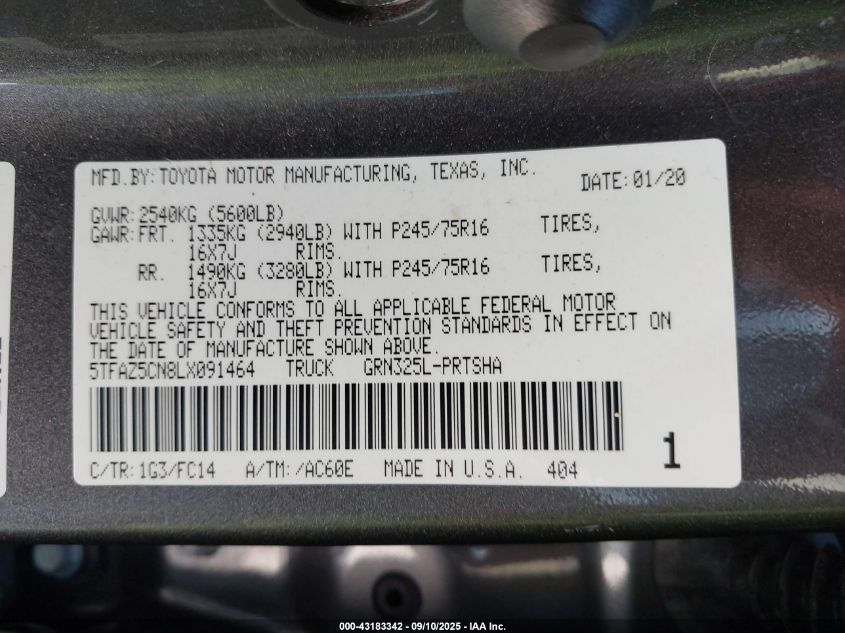 MFD.BY:TOYOTA MOTOR MANUFACTURING, TEXAS, INC.
DATE:01/20
GVWR:2540KG (5600LB)
GAWR:FRT. 1335KG (2940LB) WITH P245/75R16 TIRES,
16X7J RIMS.
RR. 1490KG (3280LB) WITH P245/75R16 TIRES,
16X7J RIMS.
THIS VEHICLE CONFORMS TO ALL APPLICABLE FEDERAL MOTOR
VEHICLE SAFETY AND THEFT PREVENTION STANDARDS IN EFFECT ON
THE DATE OF MANUFACTURE SHOWN ABOVE.
5TFAZ5CN8LX091464 TRUCK GRN325L-PRTSHA
C/TR:1G3/FC14 A/TM:/AC60E MADE IN U.S.A. 404
1
000-43183342 - 09/10/2025 - IAA Inc.